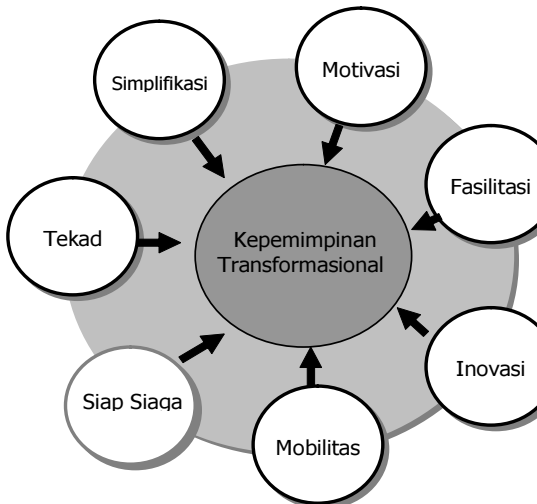 Simplifikasi
Motivasi
Fasilitasi
Tekad
Kepemimpinan
Transformasional
Inovasi
Siap Siaga
Mobilitas